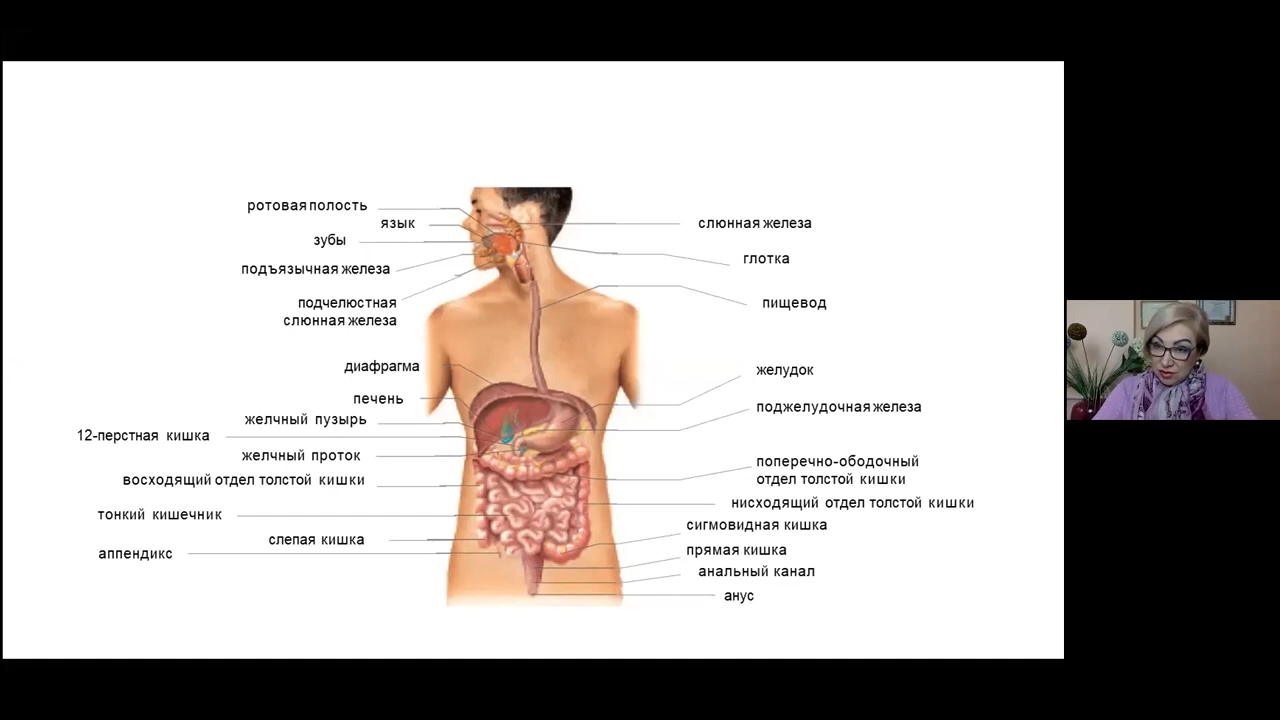 ротовая полость
язык
зубы
подъязычная железа
подчелюстная
слюнная железа
диафрагма
печень
желчный пузырь
12-перстная кишка
желчный проток
восходящий отдел толстой кишки
тонкий кишечник
слепая кишка
аппендикс
слюнная железа
глотка
пищевод
желудок
поджелудочная железа
поперечно-ободочный
отдел толстой кишки
нисходящий отдел толстой кишки
сигмовидная кишка
прямая кишка
анальный канал
анус